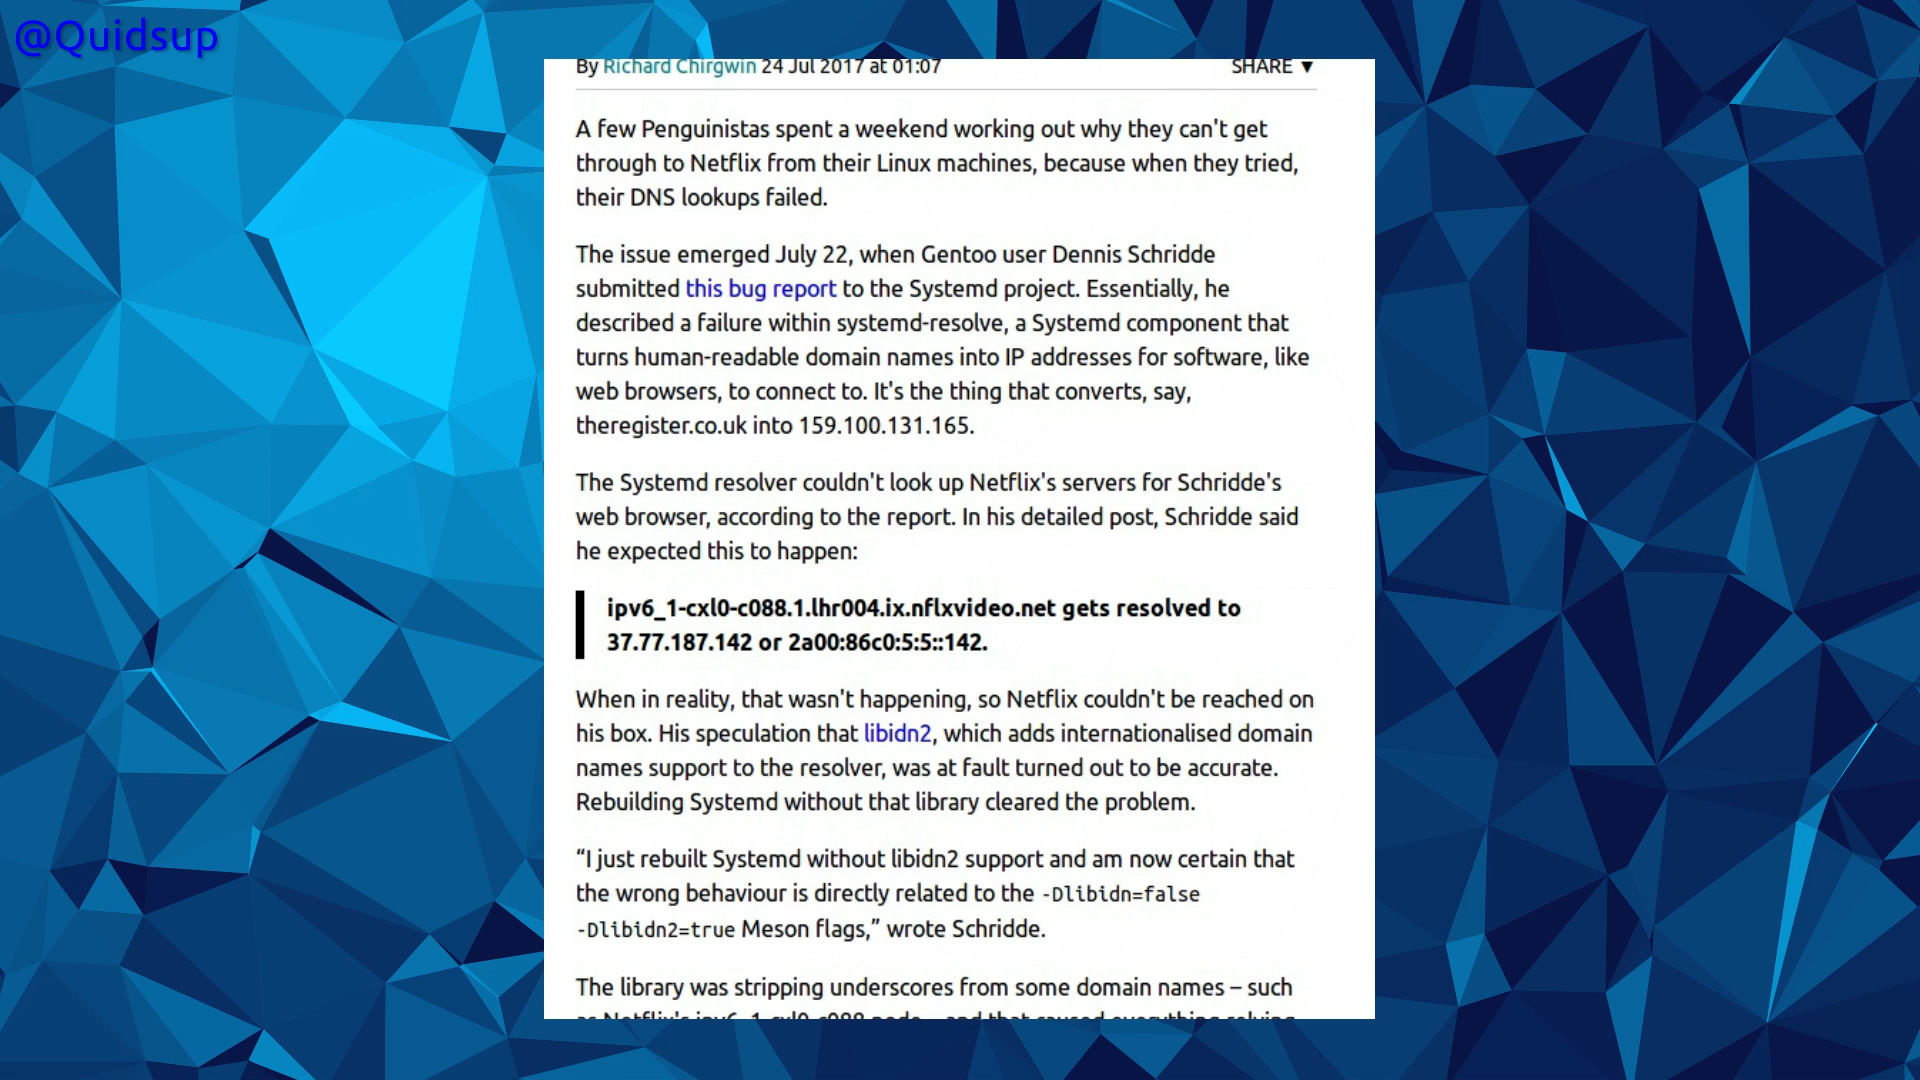 @Quidsup
By Richard Chirgwin 24 Jul 2017 at 01:07 SHARE ▼
A few Penguinistas spent a weekend working out why they can't get
through to Netflix from their Linux machines, because when they tried,
their DNS lookups failed.
The issue emerged July 22, when Gentoo user Dennis Schridde
submitted this bug report to the Systemd project. Essentially, he
described a failure within systemd-resolve, a Systemd component that
turns human-readable domain names into IP addresses for software, like
web browsers, to connect to. It's the thing that converts, say,
theregister.co.uk into 159.100.131.165.
The Systemd resolver couldn't look up Netflix's servers for Schridde's
web browser, according to the report. In his detailed post, Schridde said
he expected this to happen:
ipv6_1-cxl0-c088.1.lhr004.ix.nflxvideo.net gets resolved to
37.77.187.142 or 2a00:86c0:5:5::142.
When in reality, that wasn't happening, so Netflix couldn't be reached on
his box. His speculation that libidn2, which adds internationalised domain
names support to the resolver, was at fault turned out to be accurate.
Rebuilding Systemd without that library cleared the problem.
“I just rebuilt Systemd without libidn2 support and am now certain that
the wrong behaviour is directly related to the -Dlibidn=false
-Dlibidn2=true Meson flags,” wrote Schridde.
The library was stripping underscores from some domain names – such
as Netflix's ipv6_1-cxl0-c088 node – and that caused everything relying